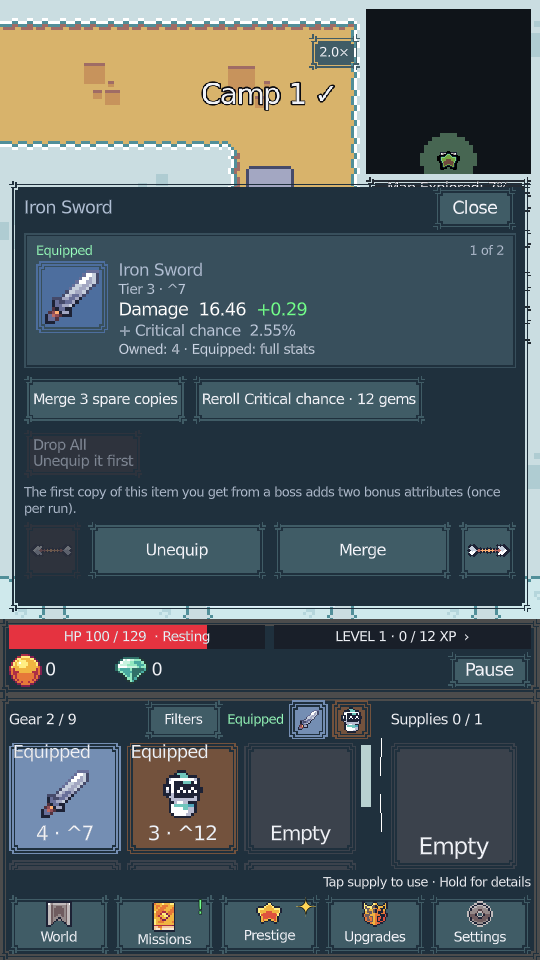 2.0×
Camp 1 ✓
Iron Sword
Close
Equipped
1 of 2
Iron Sword
Tier 3 · ^7
Damage 16.46 +0.29
+ Critical chance 2.55%
Owned: 4 · Equipped: full stats
Merge 3 spare copies
Reroll Critical chance · 12 gems
Drop All
Unequip it first
The first copy of this item you get from a boss adds two bonus attributes (once
per run).
Unequip
Merge
HP 100 / 129 · Resting
LEVEL 1 · 0 / 12 XP ›
0
0
Pause
Gear 2 / 9
Filters
Equipped
Supplies 0 / 1
Equipped
4 · ^7
Equipped
3 · ^12
Empty
Empty
Tap supply to use · Hold for details
World
Missions
!
Prestige
Upgrades
Settings